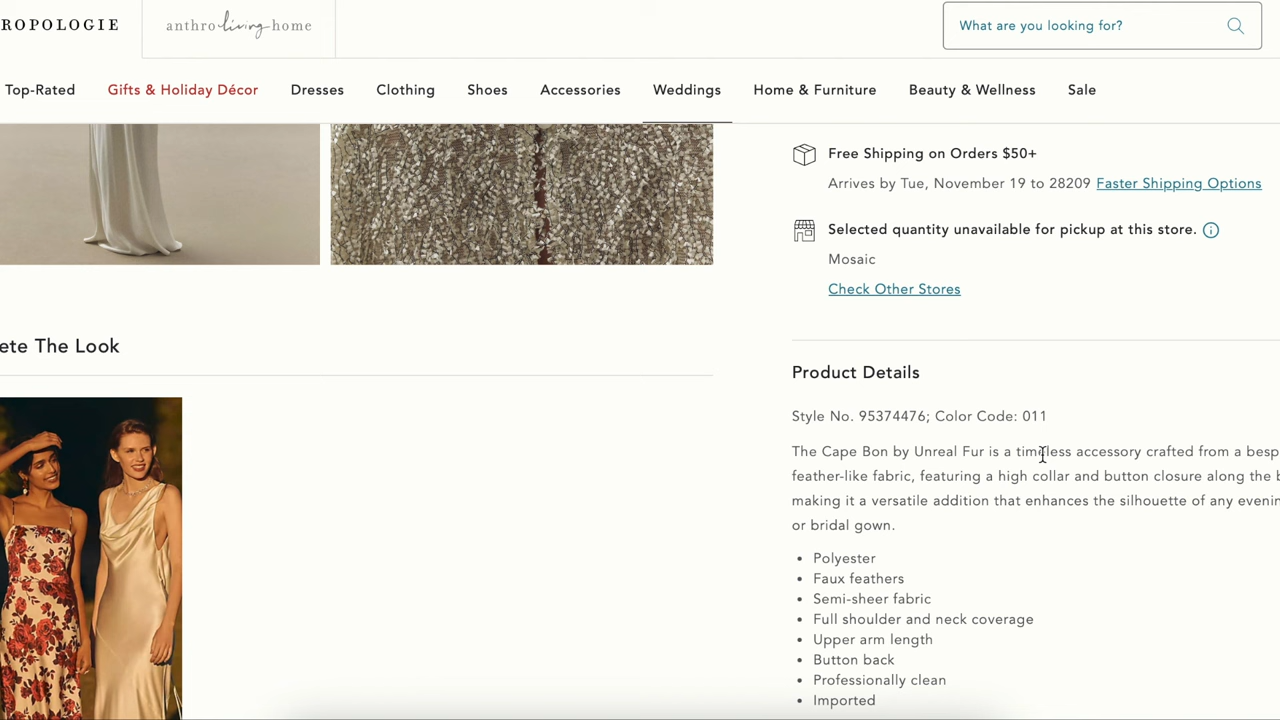 ROPOLOGIE
anthro living home
What are you looking for?
Top-Rated Gifts & Holiday Décor Dresses Clothing Shoes Accessories Weddings Home & Furniture Beauty & Wellness Sale
Free Shipping on Orders $50+
Arrives by Tue, November 19 to 28209 Faster Shipping Options
Selected quantity unavailable for pickup at this store.
Mosaic
Check Other Stores
ete The Look
Product Details
Style No. 95374476; Color Code: 011
The Cape Bon by Unreal Fur is a timeless accessory crafted from a besp
feather-like fabric, featuring a high collar and button closure along the b
making it a versatile addition that enhances the silhouette of any evenin
or bridal gown.
• Polyester
• Faux feathers
• Semi-sheer fabric
• Full shoulder and neck coverage
• Upper arm length
• Button back
• Professionally clean
• Imported